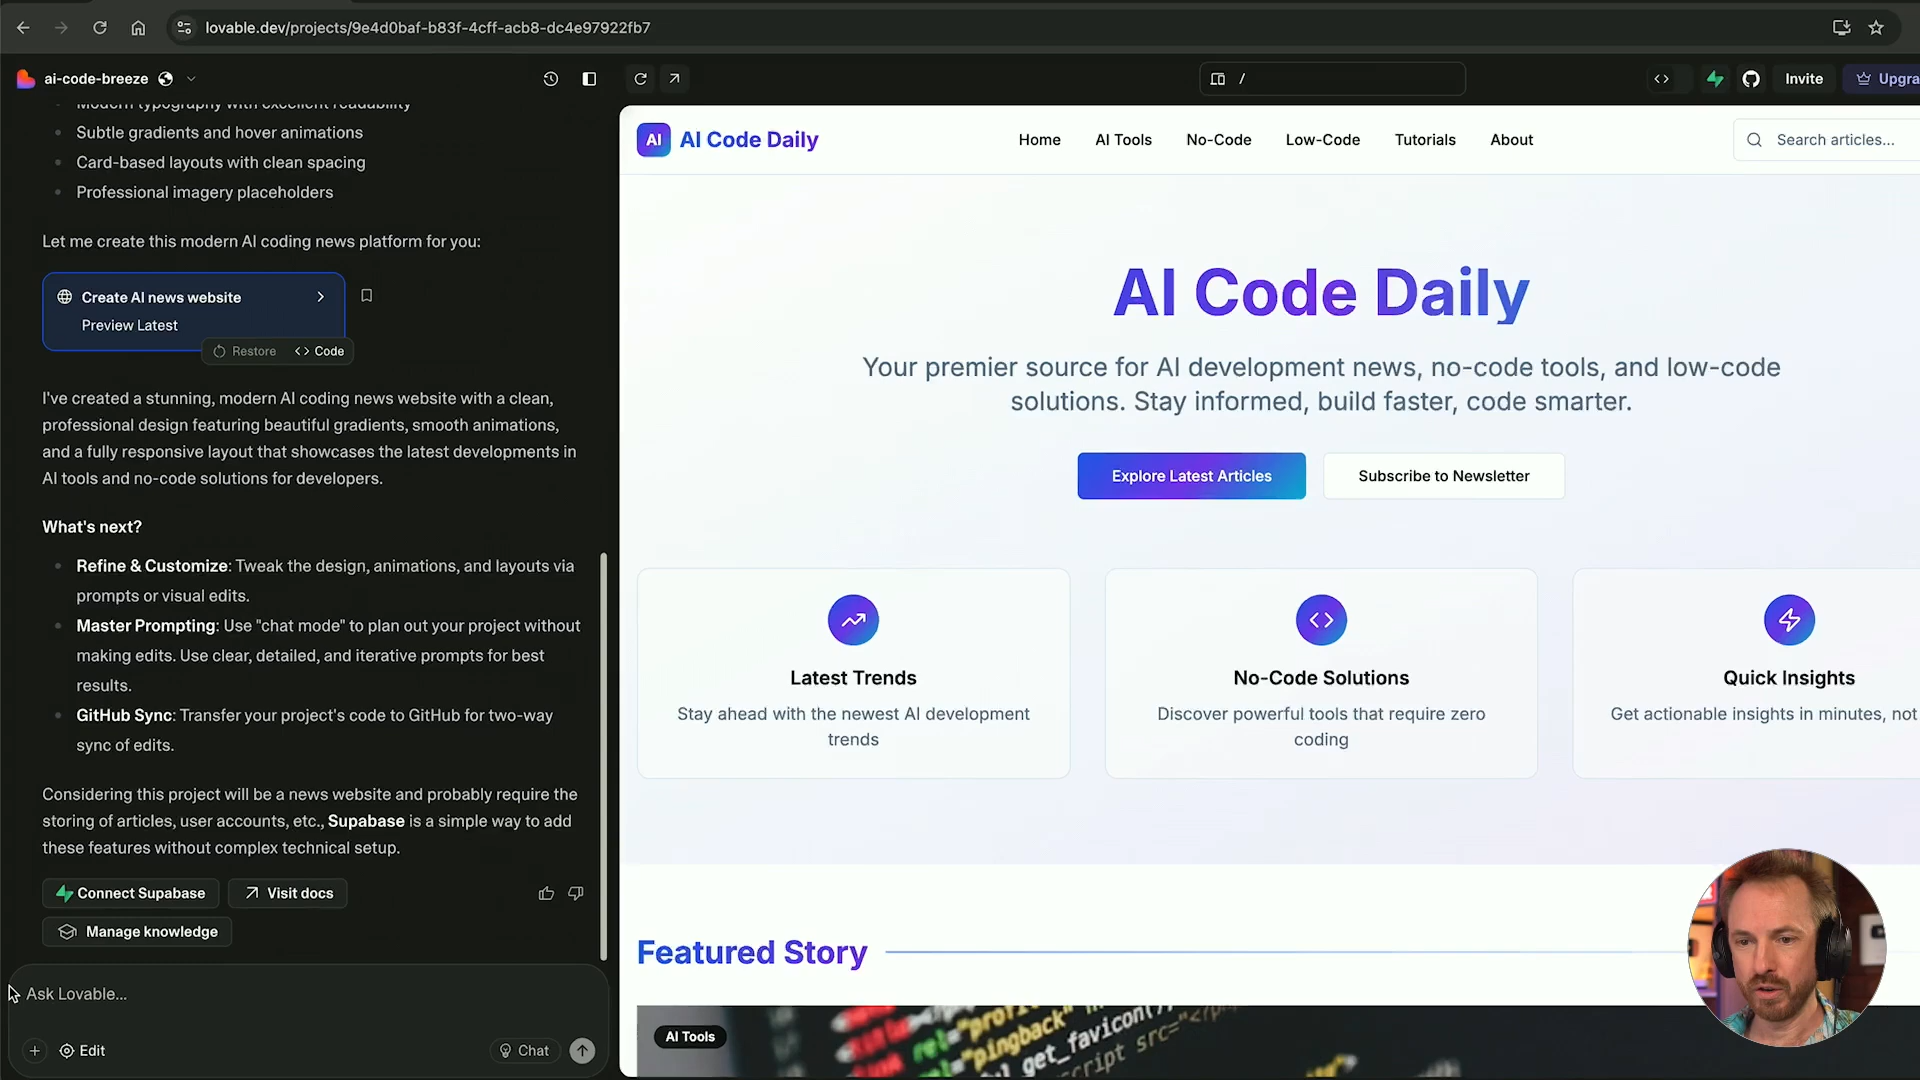 lovable.dev/projects/9e4d0baf-b83f-4cff-acb8-dc4e97922fb7
ai-code-breeze
/
Invite
Upgra
Modern typography with excellent readability
Subtle gradients and hover animations
Card-based layouts with clean spacing
Professional imagery placeholders
Let me create this modern AI coding news platform for you:
Create AI news website
Preview Latest
Restore
Code
I've created a stunning, modern AI coding news website with a clean,
professional design featuring beautiful gradients, smooth animations,
and a fully responsive layout that showcases the latest developments in
AI tools and no-code solutions for developers.
What's next?
Refine & Customize: Tweak the design, animations, and layouts via
prompts or visual edits.
Master Prompting: Use "chat mode" to plan out your project without
making edits. Use clear, detailed, and iterative prompts for best
results.
GitHub Sync: Transfer your project's code to GitHub for two-way
sync of edits.
Considering this project will be a news website and probably require the
storing of articles, user accounts, etc., Supabase is a simple way to add
these features without complex technical setup.
Connect Supabase
Visit docs
Manage knowledge
Ask Lovable...
Edit
Chat
AI
AI Code Daily
Home
AI Tools
No-Code
Low-Code
Tutorials
About
Search articles...
AI Code Daily
Your premier source for AI development news, no-code tools, and low-code
solutions. Stay informed, build faster, code smarter.
Explore Latest Articles
Subscribe to Newsletter
Latest Trends
Stay ahead with the newest AI development
trends
No-Code Solutions
Discover powerful tools that require zero
coding
Quick Insights
Get actionable insights in minutes, not
Featured Story
AI Tools
rel="pingback"
get_favicon();
script src="</p